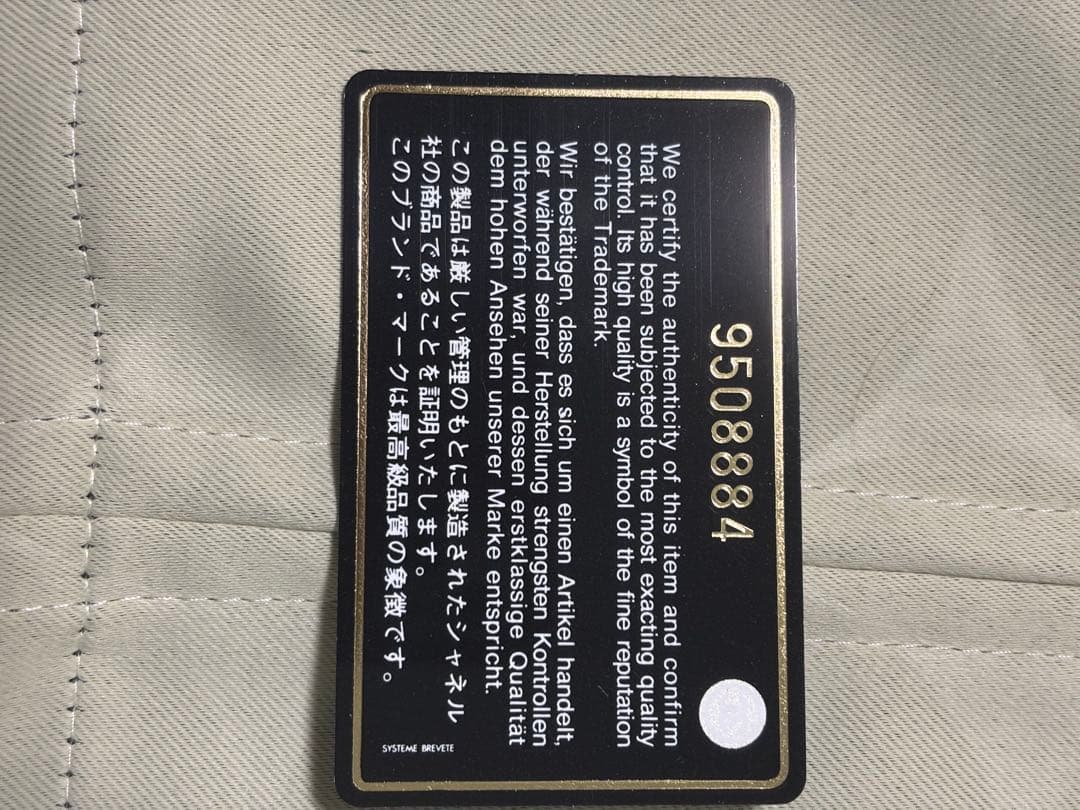 9508884
We certify the authenticity of this item and confirm
that it has been subjected to the most exacting quality
control. Its high quality is a symbol of the fine reputation
of the Trademark.
Wir bestätigen, dass es sich um einen Artikel handelt,
der während seiner Herstellung strengsten Kontrollen
unterworfen war, und dessen erstklassige Qualität
dem hohen Ansehen unserer Marke entspricht.
この製品は厳しい管理のもとに製造されたシャネル
社の商品であることを証明いたします。
このブランド・マークは最高級品質の象徴です。
SYSTEME BREVETE